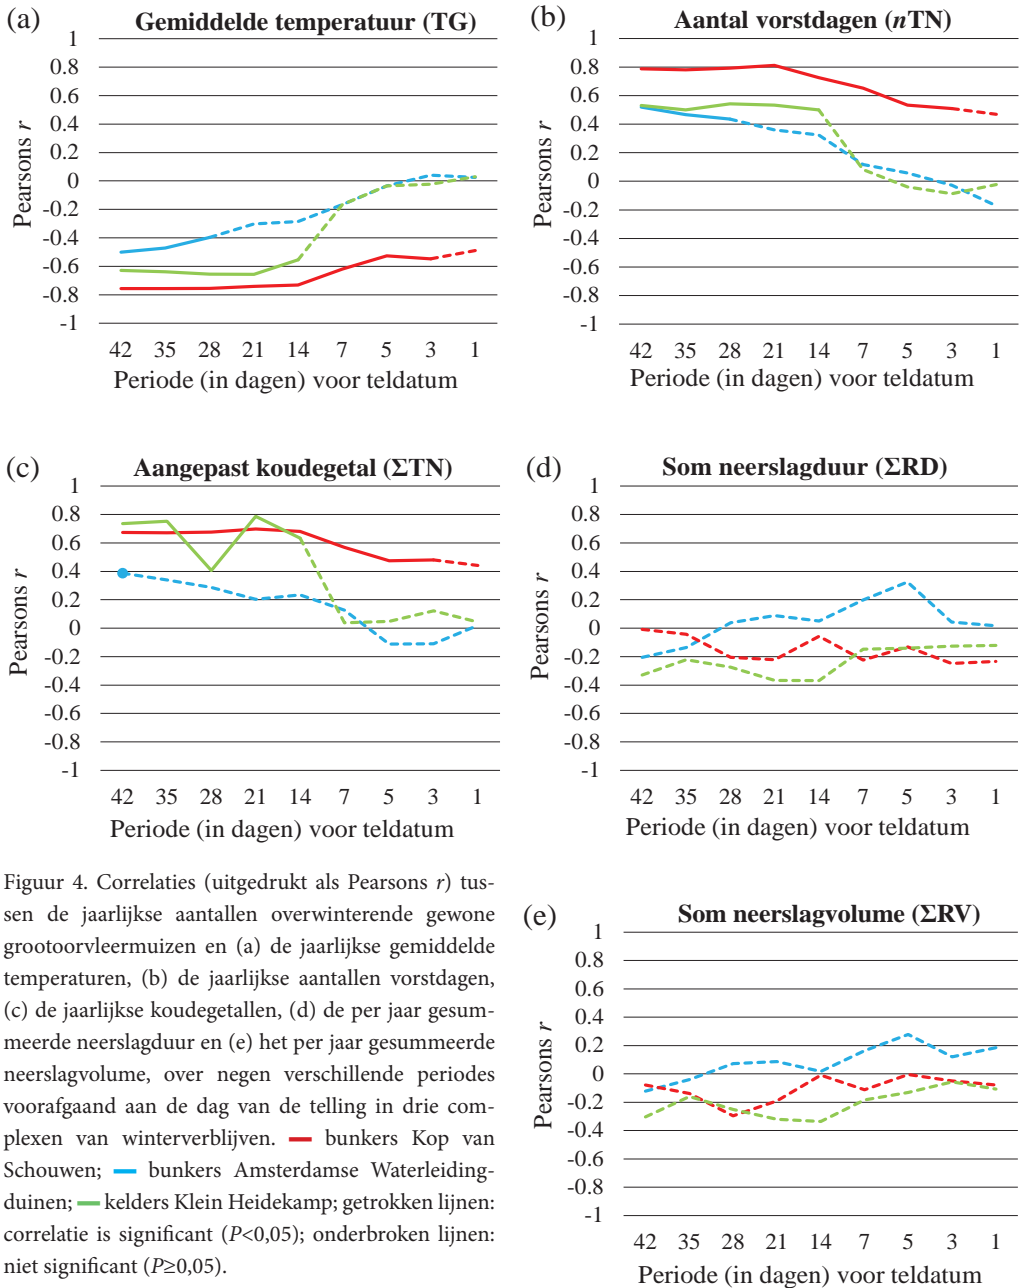 (a)
Gemiddelde temperatuur (TG)
1
0.8
0.6
0.4
0.2
0
-0.2
-0.4
-0.6
-0.8
-1
Pearsons r
42 35 28 21 14 7 5 3 1
Periode (in dagen) voor teldatum
(b)
Aantal vorstdagen (nTN)
1
0.8
0.6
0.4
0.2
0
-0.2
-0.4
-0.6
-0.8
-1
Pearsons r
42 35 28 21 14 7 5 3 1
Periode (in dagen) voor teldatum
(c)
Aangepast koudegetal (ΣTN)
1
0.8
0.6
0.4
0.2
0
-0.2
-0.4
-0.6
-0.8
-1
Pearsons r
42 35 28 21 14 7 5 3 1
Periode (in dagen) voor teldatum
(d)
Som neerslagduur (ΣRD)
1
0.8
0.6
0.4
0.2
0
-0.2
-0.4
-0.6
-0.8
-1
Pearsons r
42 35 28 21 14 7 5 3 1
Periode (in dagen) voor teldatum
Figuur 4. Correlaties (uitgedrukt als Pearsons r) tus-
sen de jaarlijkse aantallen overwinterende gewone
grootoorvleermuizen en (a) de jaarlijkse gemiddelde
temperaturen, (b) de jaarlijkse aantallen vorstdagen,
(c) de jaarlijkse koudegetallen, (d) de per jaar gesum-
meerde neerslagduur en (e) het per jaar gesummeerde
neerslagvolume, over negen verschillende periodes
voorafgaand aan de dag van de telling in drie com-
plexen van winterverblijven. bunkers Kop van
Schouwen; bunkers Amsterdamse Waterleiding-
duinen; kelders Klein Heidekamp; getrokken lijnen:
correlatie is significant (P<0,05); onderbroken lijnen:
niet significant (P≥0,05).
(e)
Som neerslagvolume (ΣRV)
1
0.8
0.6
0.4
0.2
0
-0.2
-0.4
-0.6
-0.8
-1
Pearsons r
42 35 28 21 14 7 5 3 1
Periode (in dagen) voor teldatum